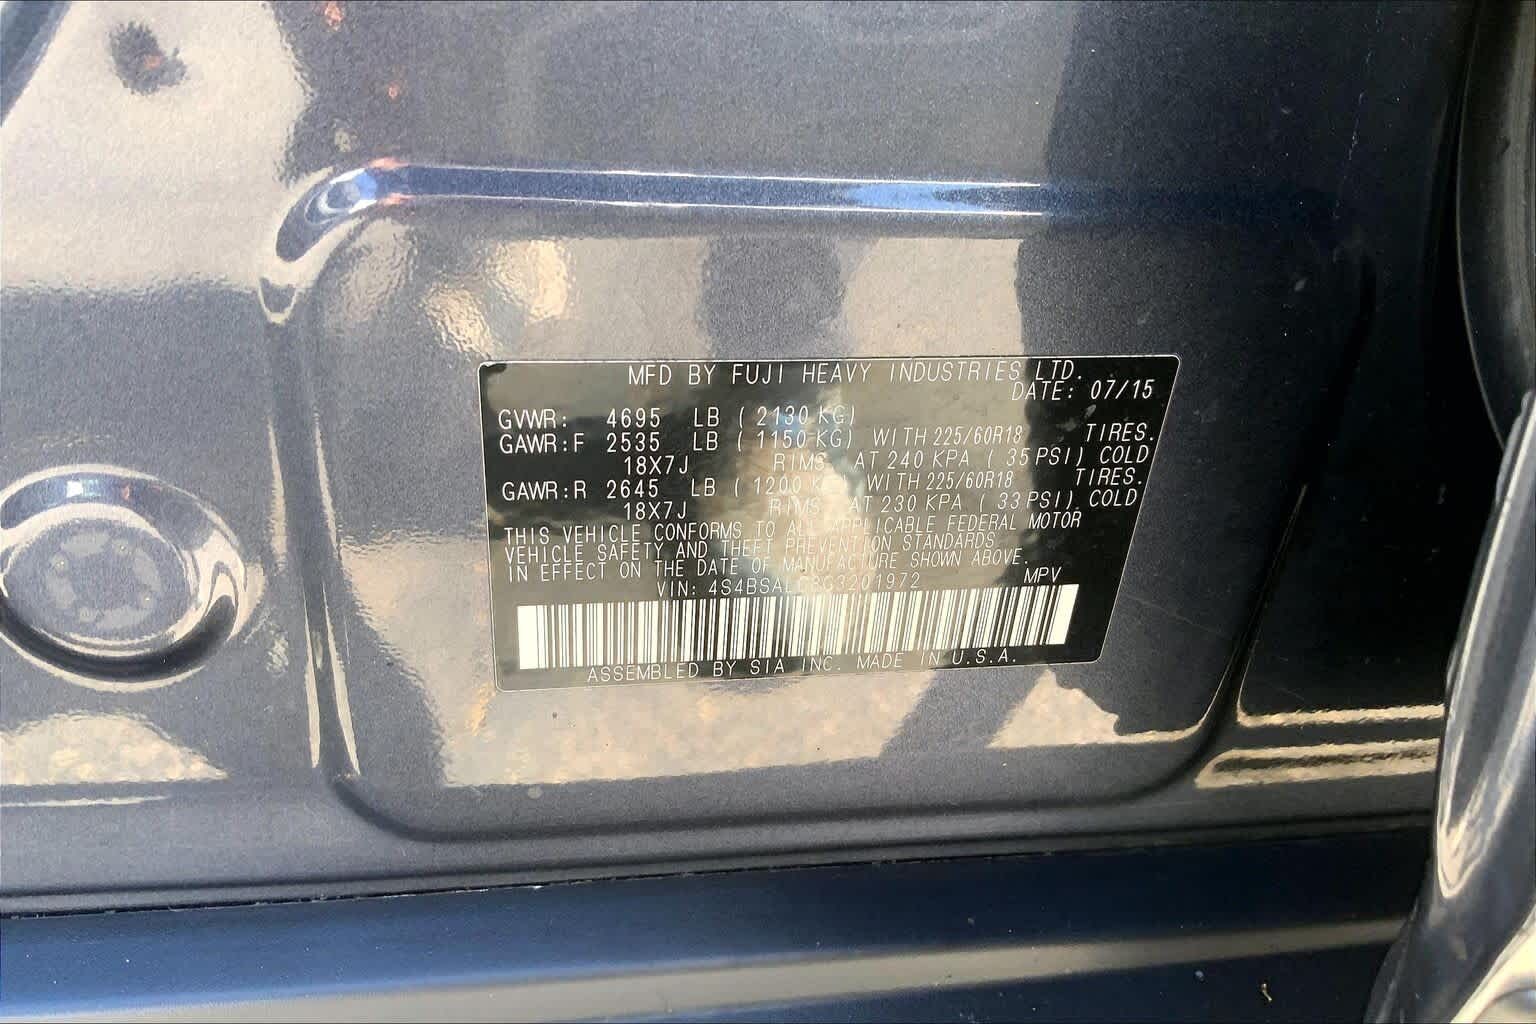 MFD BY FUJI HEAVY INDUSTRIES LTD.
DATE: 07/15
GVWR: 4695 LB ( 2130 KG)
GAWR:F 2535 LB ( 1150 KG) WITH 225/60R18 TIRES.
18X7J RIMS AT 240 KPA ( 35 PSI) COLD
GAWR:R 2645 LB ( 1200 K WITH 225/60R18 TIRES.
18X7J RIMS AT 230 KPA ( 33 PSI) COLD
THIS VEHICLE CONFORMS TO ALL APPLICABLE FEDERAL MOTOR
VEHICLE SAFETY AND THEFT PREVENTION STANDARDS
IN EFFECT ON THE DATE OF MANUFACTURE SHOWN ABOVE.
VIN: MPV
ASSEMBLED BY SIA INC. MADE IN U.S.A.